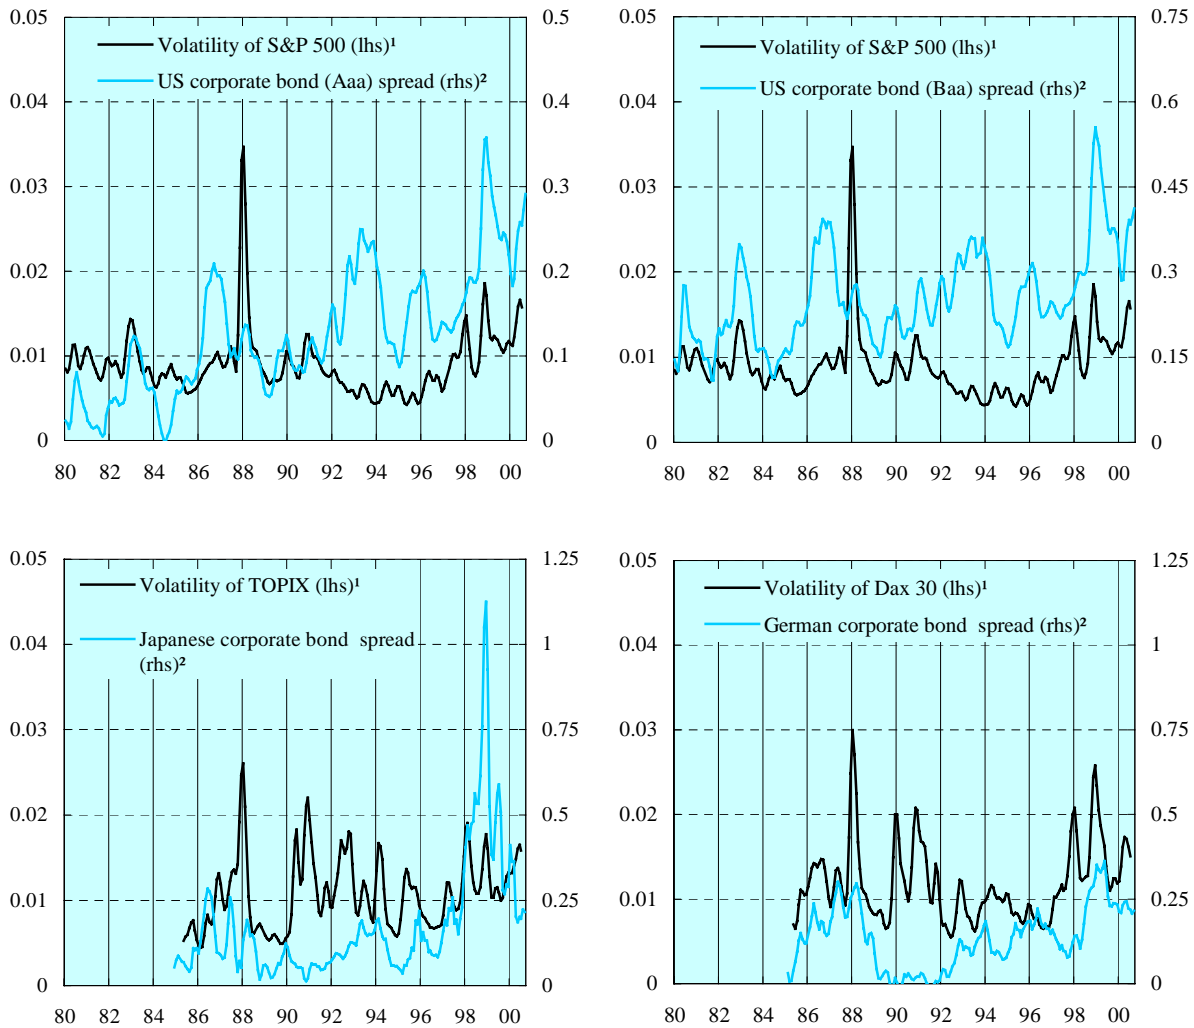 0.05 0.5
Volatility of S&P 500 (lhs)¹
US corporate bond (Aaa) spread (rhs)²
0.04 0.4
0.03 0.3
0.02 0.2
0.01 0.1
0 0
80 82 84 86 88 90 92 94 96 98 00
0.05 0.75
Volatility of S&P 500 (lhs)¹
US corporate bond (Baa) spread (rhs)²
0.04 0.6
0.03 0.45
0.02 0.3
0.01 0.15
0 0
80 82 84 86 88 90 92 94 96 98 00
0.05 1.25
Volatility of TOPIX (lhs)¹
Japanese corporate bond spread
(rhs)²
0.04 1
0.03 0.75
0.02 0.5
0.01 0.25
0 0
80 82 84 86 88 90 92 94 96 98 00
0.05 1.25
Volatility of Dax 30 (lhs)¹
German corporate bond spread (rhs)²
0.04 1
0.03 0.75
0.02 0.5
0.01 0.25
0 0
80 82 84 86 88 90 92 94 96 98 00